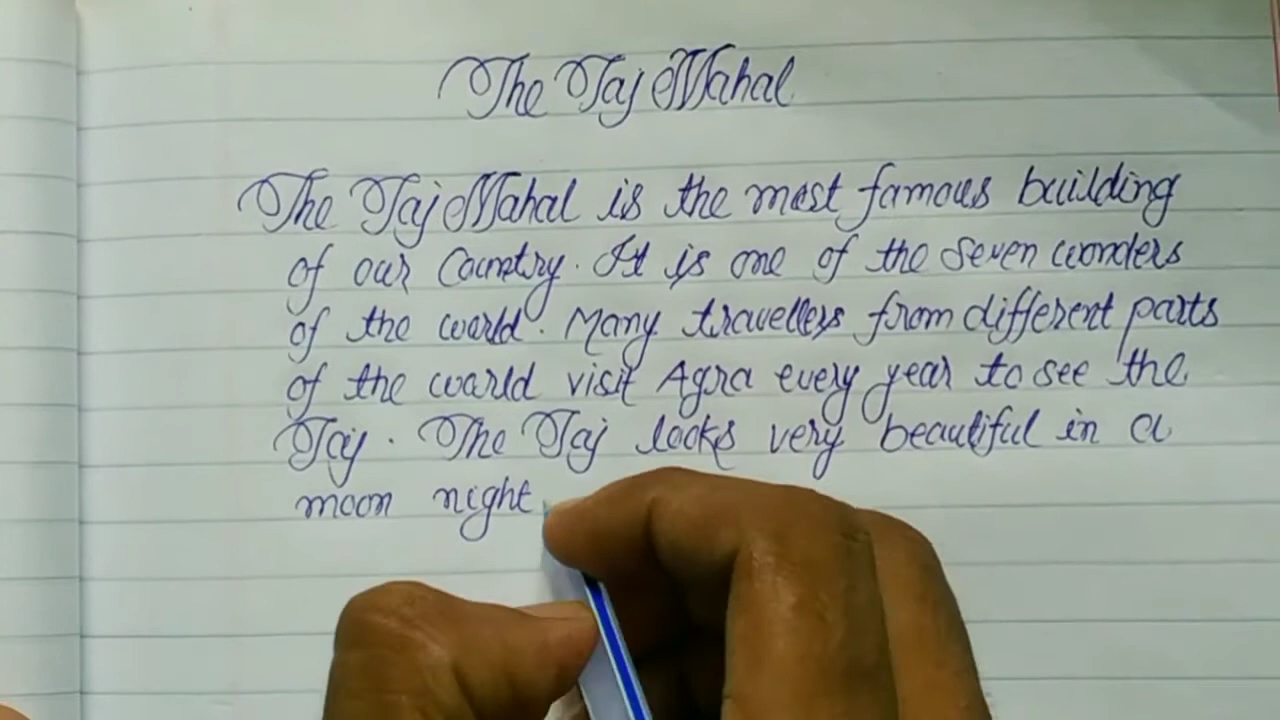 The Taj Mahal
The Taj Mahal is the most famous building
of our Country. It is one of the Seven wonders
of the world. Many travellers from different parts
of the world visit Agra every year to see the
Taj. The Taj looks very beautiful in a
moon night